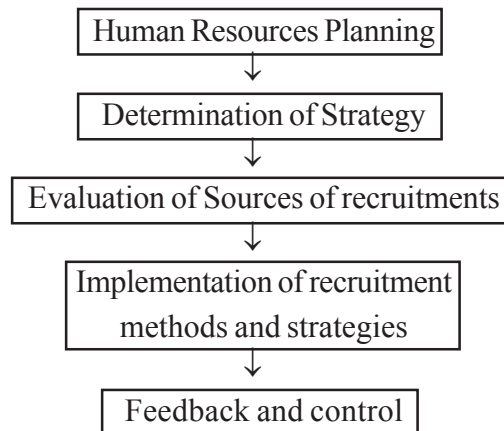 Human Resources Planning
Determination of Strategy
Evaluation of Sources of recruitments
Implementation of recruitment
methods and strategies
Feedback and control